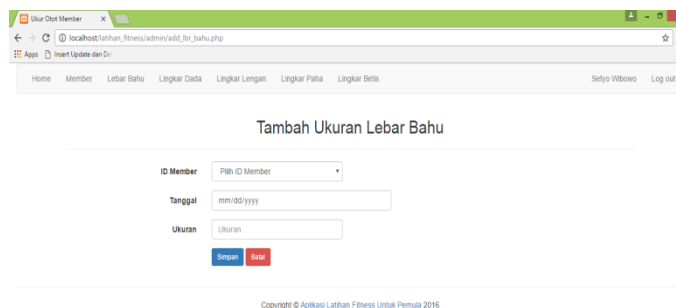 Ukur Otot Member
localhost/latihan_fitness/admin/add_lbr_bahu.php
Apps Insert Update dan De
Home Member Lebar Bahu Lingkar Dada Lingkar Lengan Lingkar Paha Lingkar Betis Setyo Wibowo Log out
Tambah Ukuran Lebar Bahu
ID Member Pilih ID Member
Tanggal mm/dd/yyyy
Ukuran Ukuran
Simpan Batal
Copyright © Aplikasi Latihan Fitness Untuk Pemula 2016